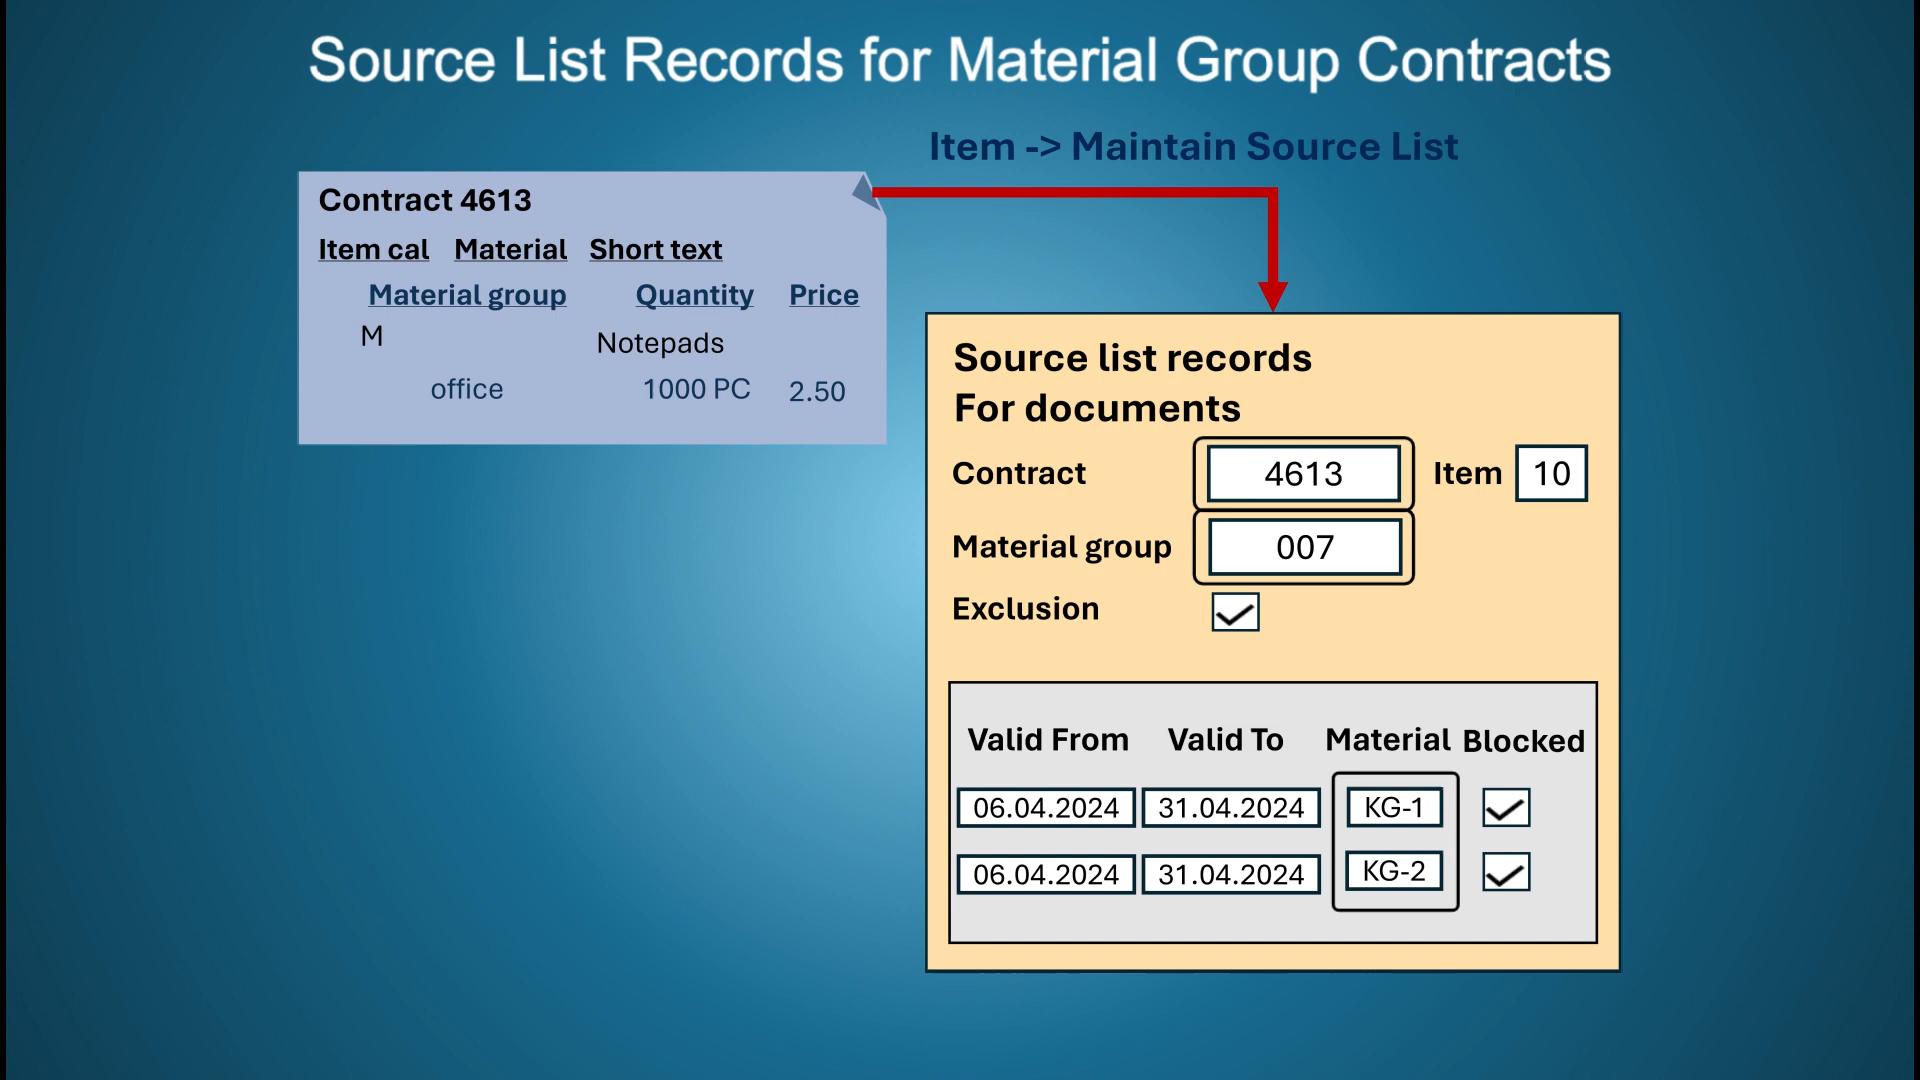 Source List Records for Material Group Contracts
Item -> Maintain Source List
Contract 4613
Item cal Material Short text
Material group Quantity Price
M Notepads
office 1000 PC 2.50
Source list records
For documents
Contract 4613 Item 10
Material group 007
Exclusion
Valid From Valid To Material Blocked
06.04.2024 31.04.2024 KG-1
06.04.2024 31.04.2024 KG-2